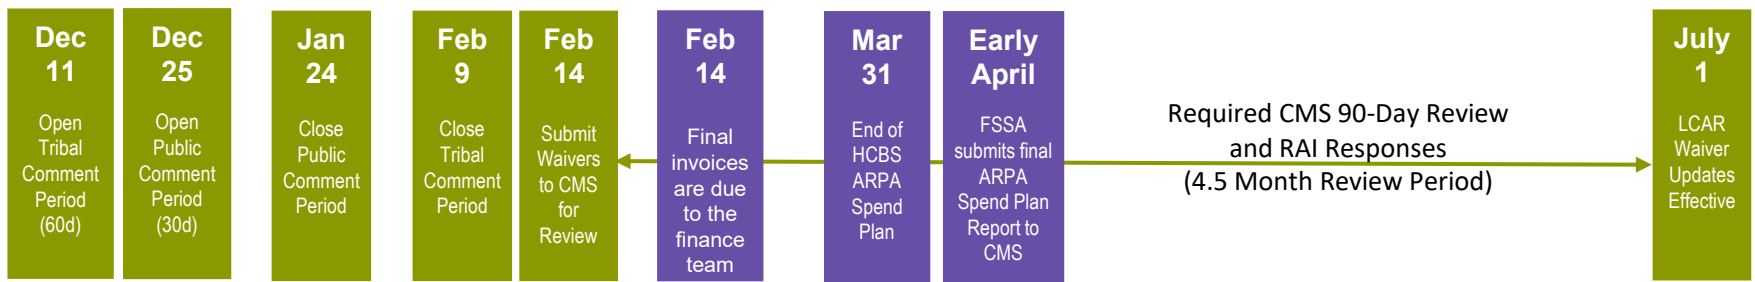 Dec
11
Open
Tribal
Comment
Period
(60d)
Dec
25
Open
Public
Comment
Period
(30d)
Jan
24
Close
Public
Comment
Period
Feb
9
Close
Tribal
Comment
Period
Feb
14
Submit
Waivers
to CMS
for
Review
Feb
14
Final
invoices
are due
to the
finance
team
Mar
31
End of
HCBS
ARPA
Spend
Plan
Early
April
FSSA
submits final
ARPA
Spend Plan
Report to
CMS
Required CMS 90-Day Review
and RAI Responses
(4.5 Month Review Period)
July
1
LCAR
Waiver
Updates
Effective